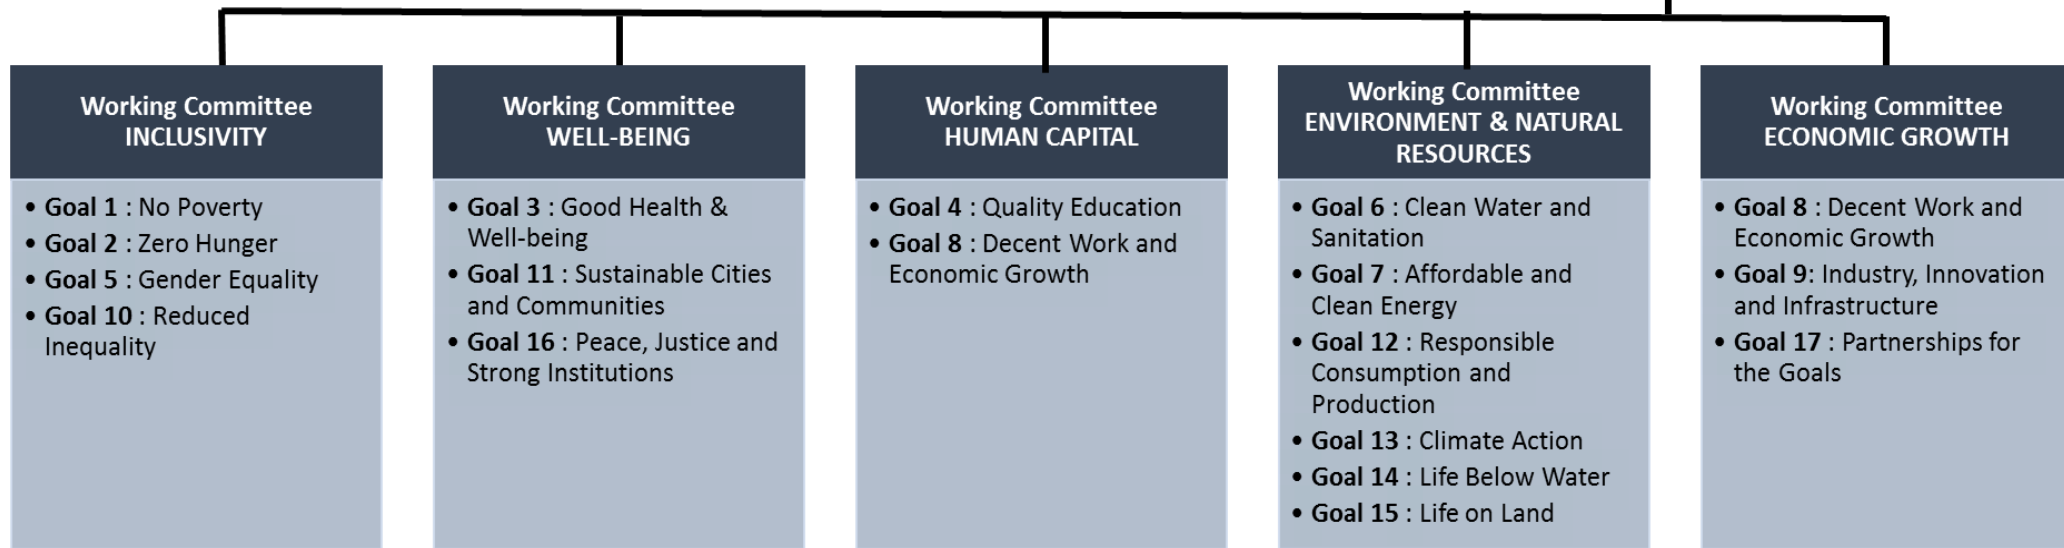 Working Committee
INCLUSIVITY
• Goal 1 : No Poverty
• Goal 2 : Zero Hunger
• Goal 5 : Gender Equality
• Goal 10 : Reduced
Inequality
Working Committee
WELL-BEING
• Goal 3 : Good Health &
Well-being
• Goal 11 : Sustainable Cities
and Communities
• Goal 16 : Peace, Justice and
Strong Institutions
Working Committee
HUMAN CAPITAL
• Goal 4 : Quality Education
• Goal 8 : Decent Work and
Economic Growth
Working Committee
ENVIRONMENT & NATURAL
RESOURCES
• Goal 6 : Clean Water and
Sanitation
• Goal 7 : Affordable and
Clean Energy
• Goal 12 : Responsible
Consumption and
Production
• Goal 13 : Climate Action
• Goal 14 : Life Below Water
• Goal 15 : Life on Land
Working Committee
ECONOMIC GROWTH
• Goal 8 : Decent Work and
Economic Growth
• Goal 9: Industry, Innovation
and Infrastructure
• Goal 17 : Partnerships for
the Goals